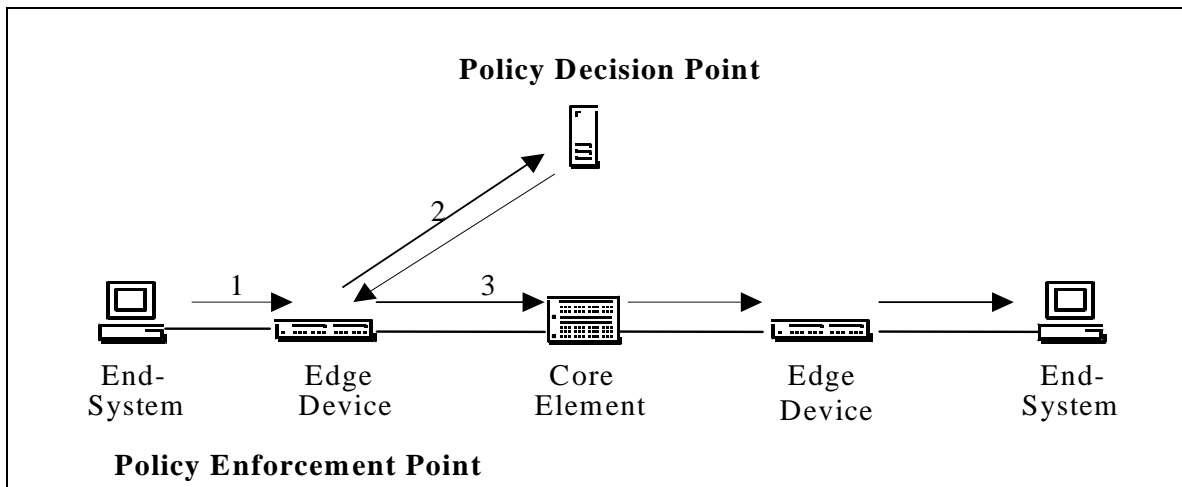 Policy Decision Point
2
1
3
End-
System
Edge
Device
Core
Element
Edge
Device
End-
System
Policy Enforcement Point